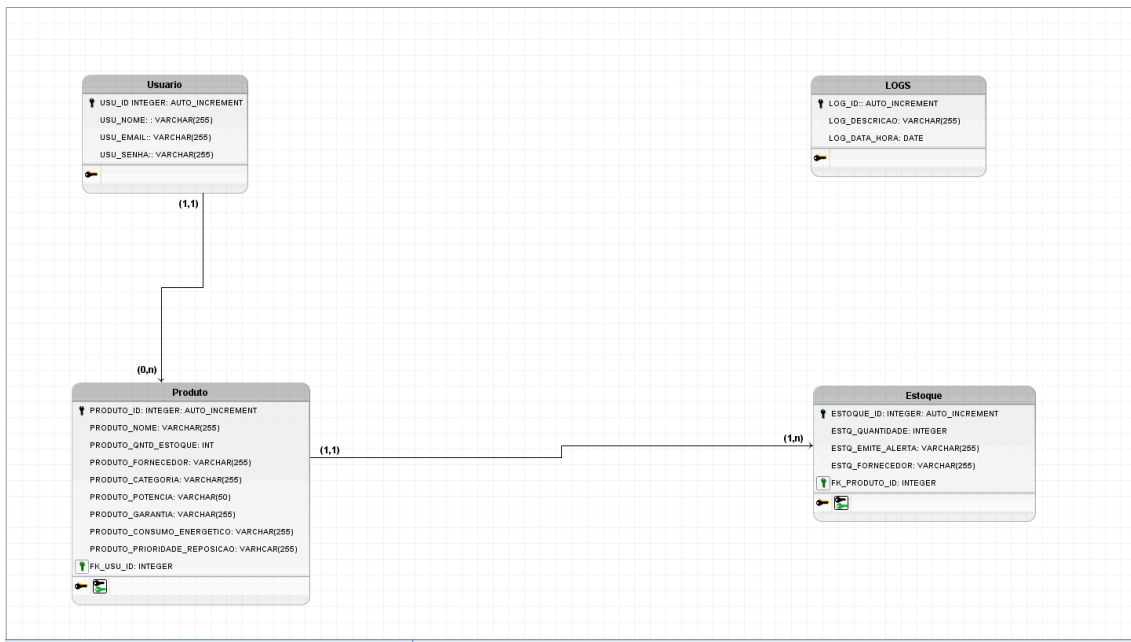 Usuario
USU_ID INTEGER: AUTO_INCREMENT
USU_NOME: : VARCHAR(255)
USU_EMAIL:: VARCHAR(255)
USU_SENHA:: VARCHAR(255)
LOGS
LOG_ID:: AUTO_INCREMENT
LOG_DESCRICAO: VARCHAR(255)
LOG_DATA_HORA: DATE
(1,1)
(0,n)
Produto
PRODUTO_ID: INTEGER: AUTO_INCREMENT
PRODUTO_NOME: VARCHAR(255)
PRODUTO_QNTD_ESTOQUE: INT
PRODUTO_FORNECEDOR: VARCHAR(255)
PRODUTO_CATEGORIA: VARCHAR(255)
PRODUTO_POTENCIA: VARCHAR(50)
PRODUTO_GARANTIA: VARCHAR(255)
PRODUTO_CONSUMO_ENERGETICO: VARCHAR(255)
PRODUTO_PRIORIDADE_REPOSICAO: VARHCAR(255)
FK_USU_ID: INTEGER
(1,1)
(1,n)
Estoque
ESTOQUE_ID: INTEGER: AUTO_INCREMENT
ESTQ_QUANTIDADE: INTEGER
ESTQ_EMITE_ALERTA: VARCHAR(255)
ESTQ_FORNECEDOR: VARCHAR(255)
FK_PRODUTO_ID: INTEGER